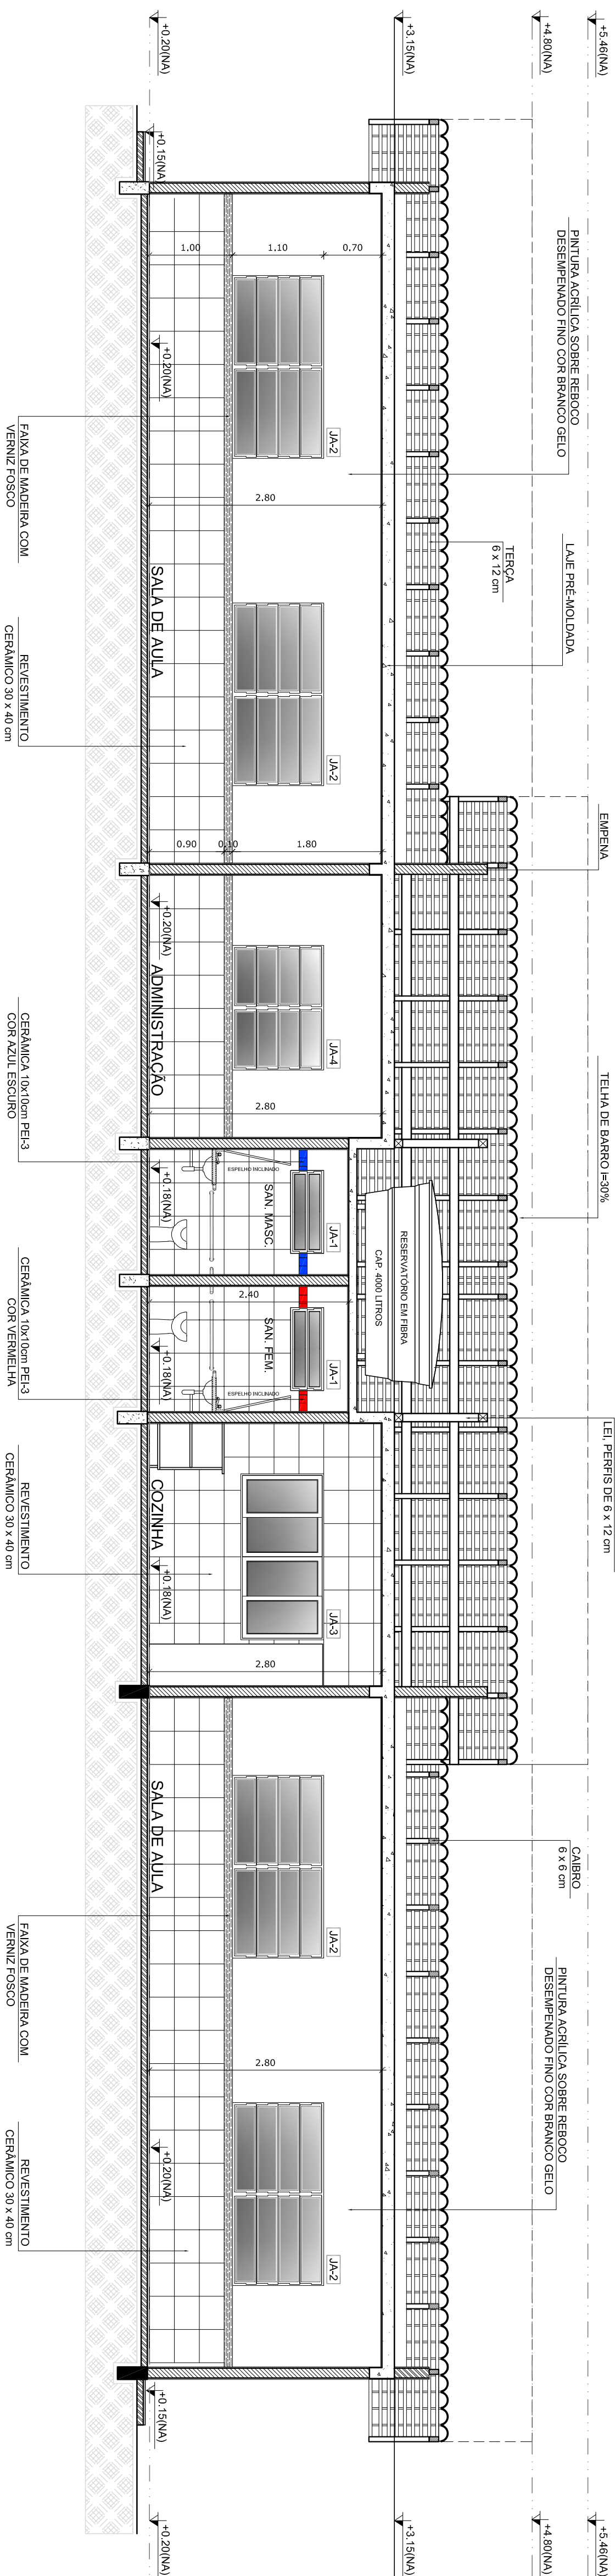 +5.46(NA)
+4.80(NA)
+3.15(NA)
+0.20(NA)
+0.15(NA)
PINTURA ACRÍLICA SOBRE REBOCO
DESEMPENADO FINO COR BRANCO GELO
TERÇA
6 x 12 cm
LAJE PRÉ-MOLDADA
EMPENA
TELHA DE BARRO i=30%
LEI, PERFIS DE 6 x 12 cm
CAIBRO
6 x 6 cm
PINTURA ACRÍLICA SOBRE REBOCO
DESEMPENADO FINO COR BRANCO GELO
+5.46(NA)
+4.80(NA)
+3.15(NA)
+0.20(NA)
+0.15(NA)
0.70
1.10
1.00
JA-2
2.80
+0.20(NA)
SALA DE AULA
JA-2
1.80
0.10
0.90
+0.20(NA)
ADMINISTRAÇÃO
JA-4
2.80
RESERVATÓRIO EM FIBRA
CAP. 4000 LITROS
ESPELHO INCLINADO
SAN. MASC.
JA-1
+0.18(NA)
2.40
SAN. FEM.
JA-1
ESPELHO INCLINADO
+0.18(NA)
COZINHA
+0.18(NA)
JA-3
2.80
SALA DE AULA
JA-2
2.80
+0.20(NA)
JA-2
FAIXA DE MADEIRA COM
VERNIZ FOSCO
REVESTIMENTO
CERÂMICO 30 x 40 cm
CERÂMICA 10x10cm PEI-3
COR AZUL ESCURO
CERÂMICA 10x10cm PEI-3
COR VERMELHA
REVESTIMENTO
CERÂMICO 30 x 40 cm
FAIXA DE MADEIRA COM
VERNIZ FOSCO
REVESTIMENTO
CERÂMICO 30 x 40 cm